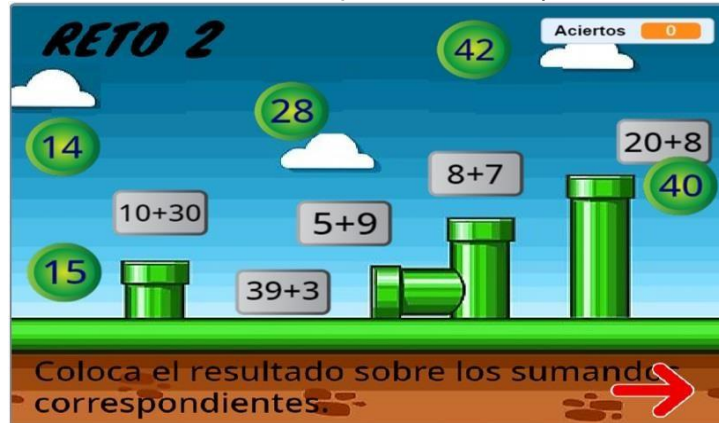 RETO 2
Aciertos 0
42
28
14
20+8
8+7
40
10+30
5+9
15
39+3
Coloca el resultado sobre los sumandos
correspondientes.